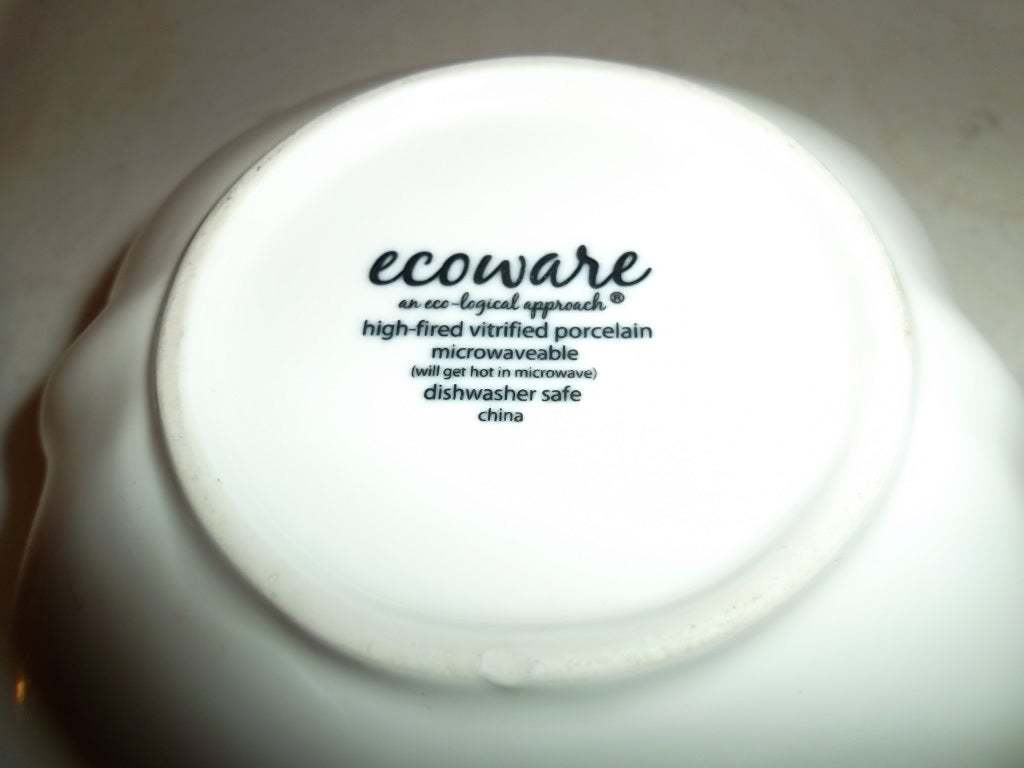 ecoware
an eco-logical approach®
high-fired vitrified porcelain
microwaveable
(will get hot in microwave)
dishwasher safe
china